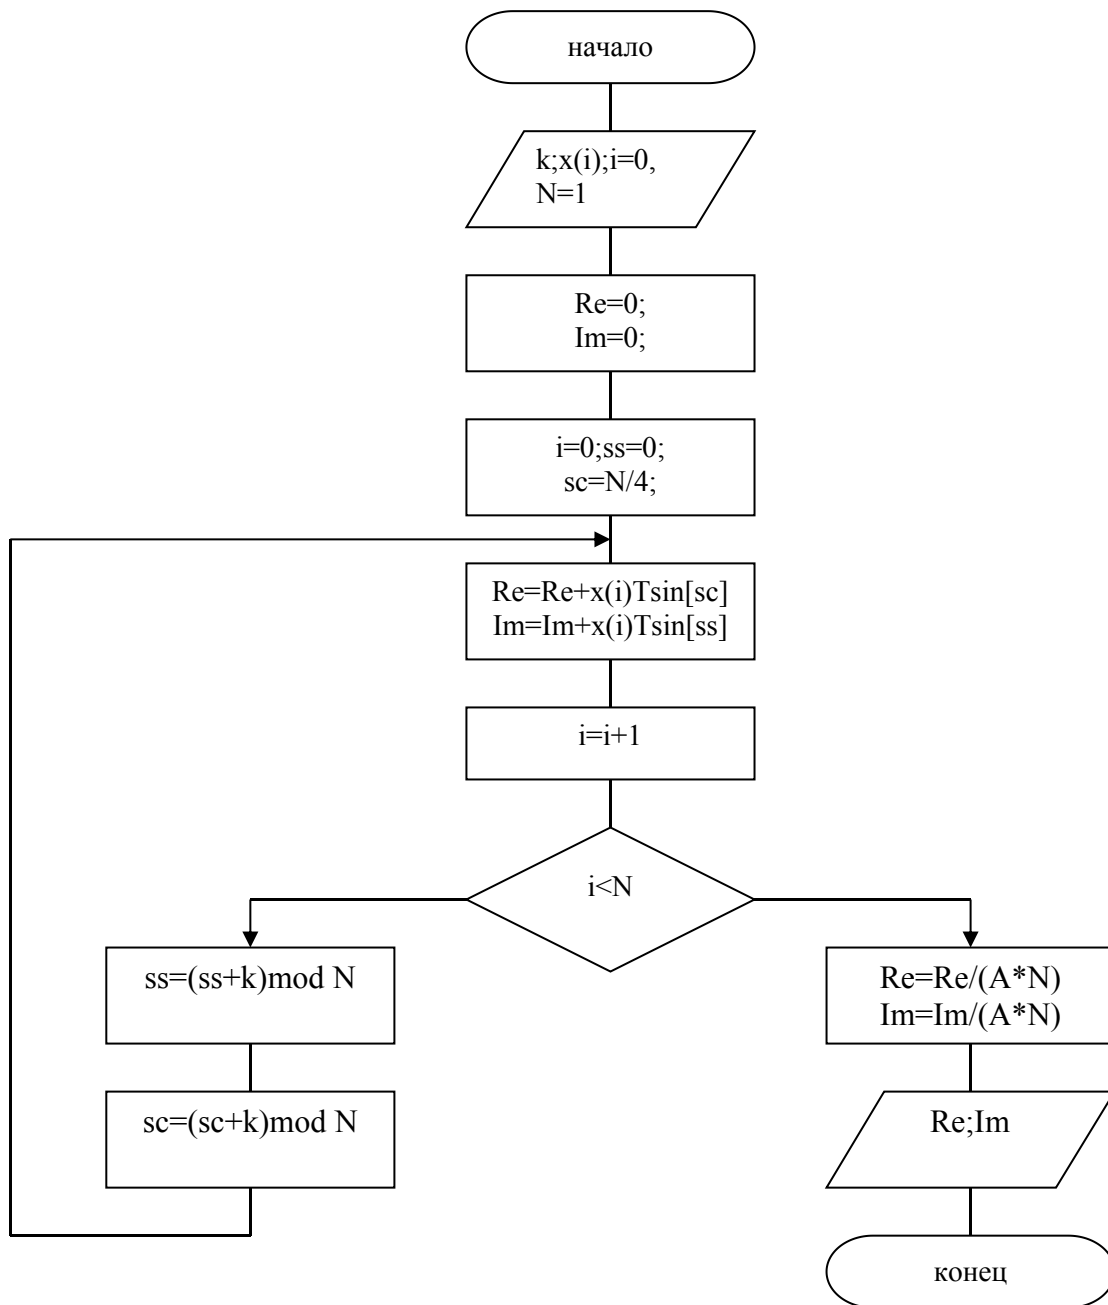 начало
k;x(i);i=0,
N=1
Re=0;
Im=0;
i=0;ss=0;
sc=N/4;
Re=Re+x(i)Tsin[sc]
Im=Im+x(i)Tsin[ss]
i=i+1
i<N
ss=(ss+k)mod N
sc=(sc+k)mod N
Re=Re/(A*N)
Im=Im/(A*N)
Re;Im
конец